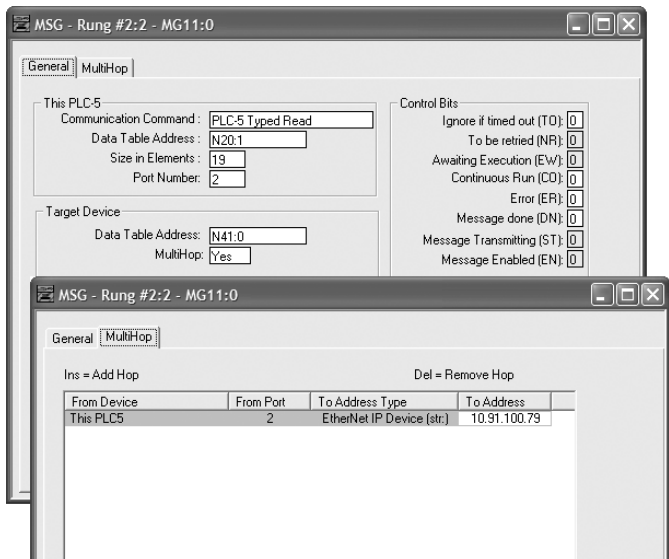 MSG - Rung #2:2 - MG11:0
General MultiHop
This PLC-5
Communication Command : PLC-5 Typed Read
Data Table Address : N20:1
Size in Elements : 19
Port Number: 2
Control Bits
Ignore if timed out (TO): 0
To be retried (NR): 0
Awaiting Execution (EW): 0
Continuous Run (CO): 0
Error (ER): 0
Message done (DN): 0
Message Transmitting (ST): 0
Message Enabled (EN): 0
Target Device
Data Table Address: N41:0
MultiHop: Yes
MSG - Rung #2:2 - MG11:0
General MultiHop
Ins = Add Hop Del = Remove Hop
From Device From Port To Address Type To Address
This PLC5 2 EtherNet IP Device (str:) 10.91.100.79